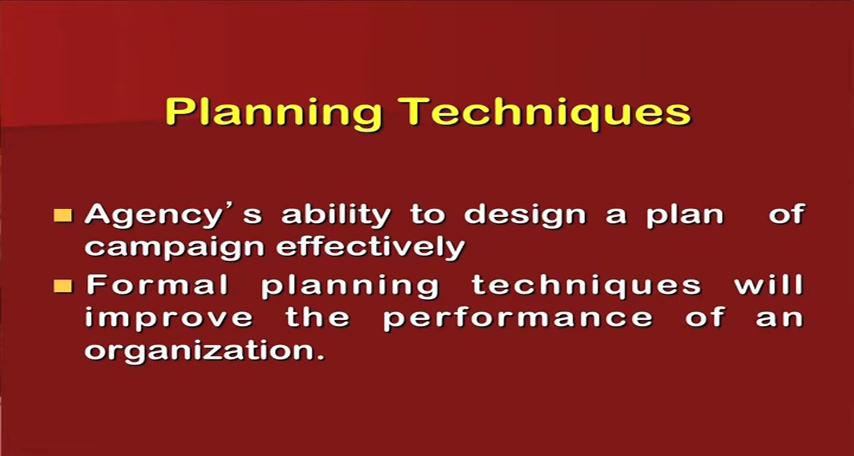 Planning Techniques
Agency's ability to design a plan of
campaign effectively
Formal planning techniques will
improve the performance of an
organization.